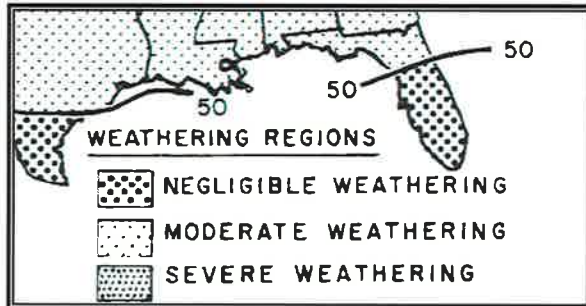 50
50
50
WEATHERING REGIONS
NEGLIGIBLE WEATHERING
MODERATE WEATHERING
SEVERE WEATHERING